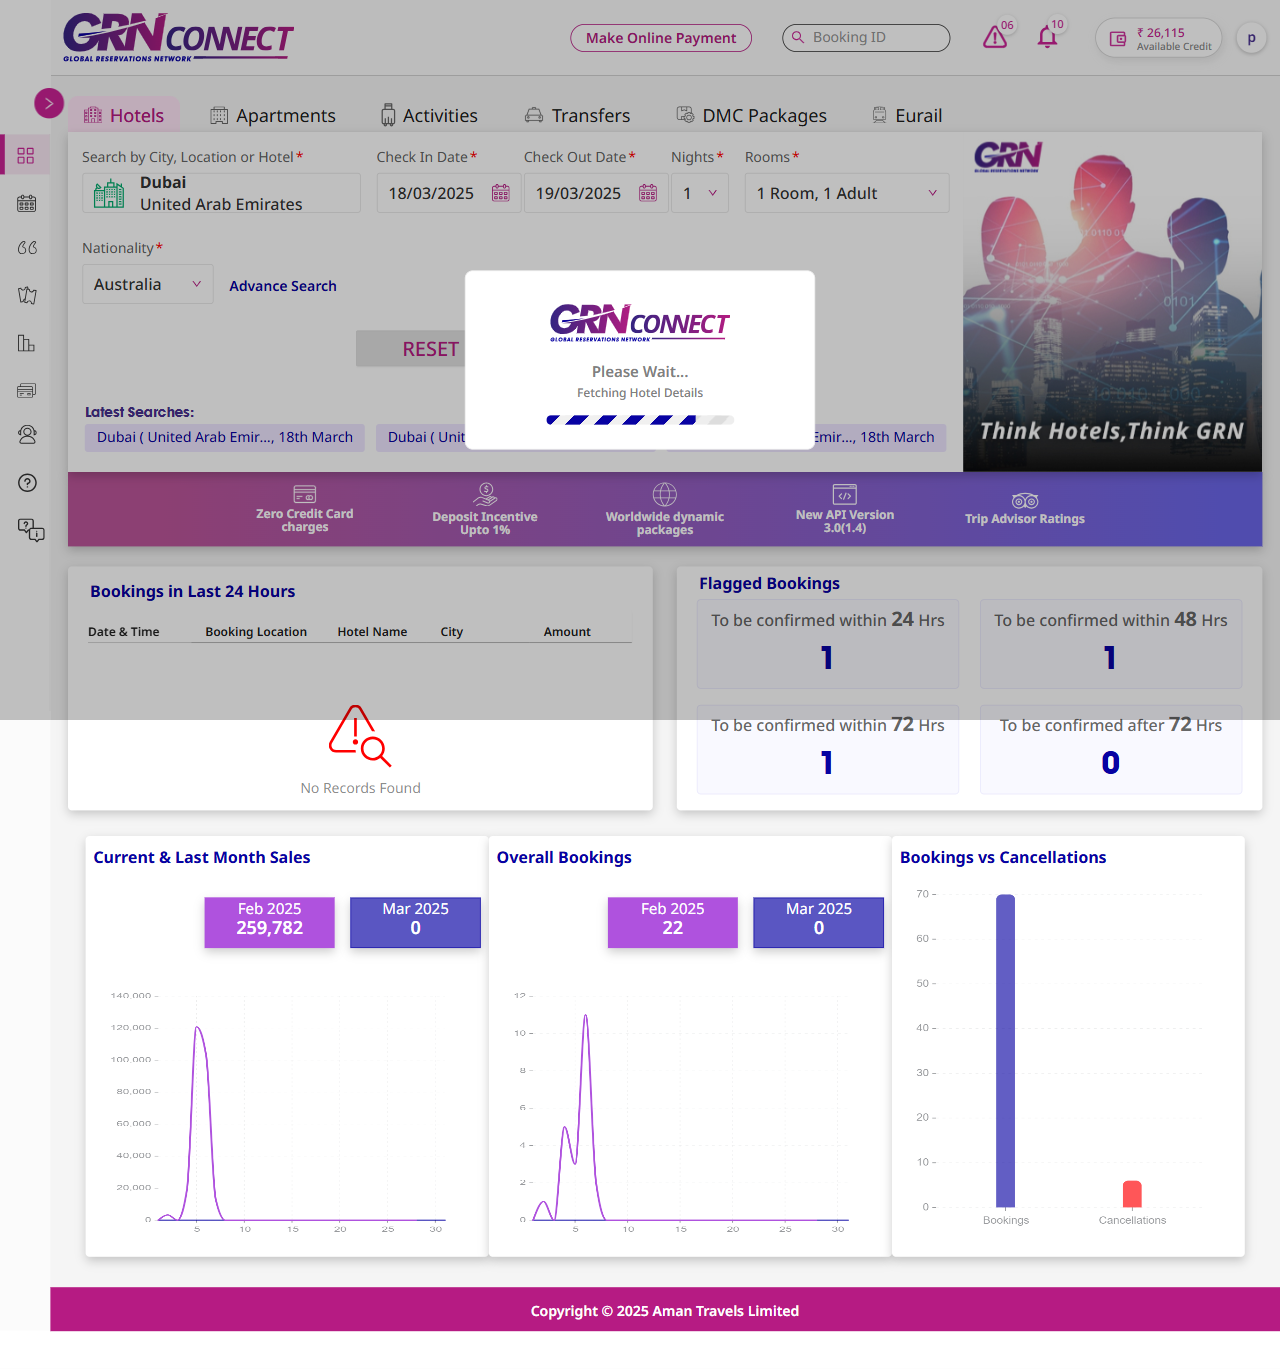 GRN CONNECT
GLOBAL RESERVATIONS NETWORK
Make Online Payment
Booking ID
06
10
₹ 26,115
Available Credit
p
Hotels
Apartments
Activities
Transfers
DMC Packages
Eurail
Search by City, Location or Hotel*
Check In Date*
Check Out Date*
Nights*
Rooms*
Dubai
United Arab Emirates
18/03/2025
19/03/2025
1
1 Room, 1 Adult
Nationality*
Australia
Advance Search
RESET
GRN
GLOBAL RESERVATIONS NETWORK
0110 01
0101
Think Hotels,Think GRN
GRN CONNECT
GLOBAL RESERVATIONS NETWORK
Please Wait...
Fetching Hotel Details
Latest Searches:
Dubai ( United Arab Emir..., 18th March
Dubai ( Unit
Emir..., 18th March
Zero Credit Card
charges
Deposit Incentive
Upto 1%
Worldwide dynamic
packages
New API Version
3.0(1.4)
Trip Advisor Ratings
Bookings in Last 24 Hours
Date & Time
Booking Location
Hotel Name
City
Amount
No Records Found
Flagged Bookings
To be confirmed within 24 Hrs
1
To be confirmed within 48 Hrs
1
To be confirmed within 72 Hrs
1
To be confirmed after 72 Hrs
0
Current & Last Month Sales
Feb 2025
259,782
Mar 2025
0
140,000
120,000
100,000
80,000
60,000
40,000
20,000
0
5
10
15
20
25
30
Overall Bookings
Feb 2025
22
Mar 2025
0
12
10
8
6
4
2
0
5
10
15
20
25
30
Bookings vs Cancellations
70
60
50
40
30
20
10
0
Bookings
Cancellations
Copyright © 2025 Aman Travels Limited